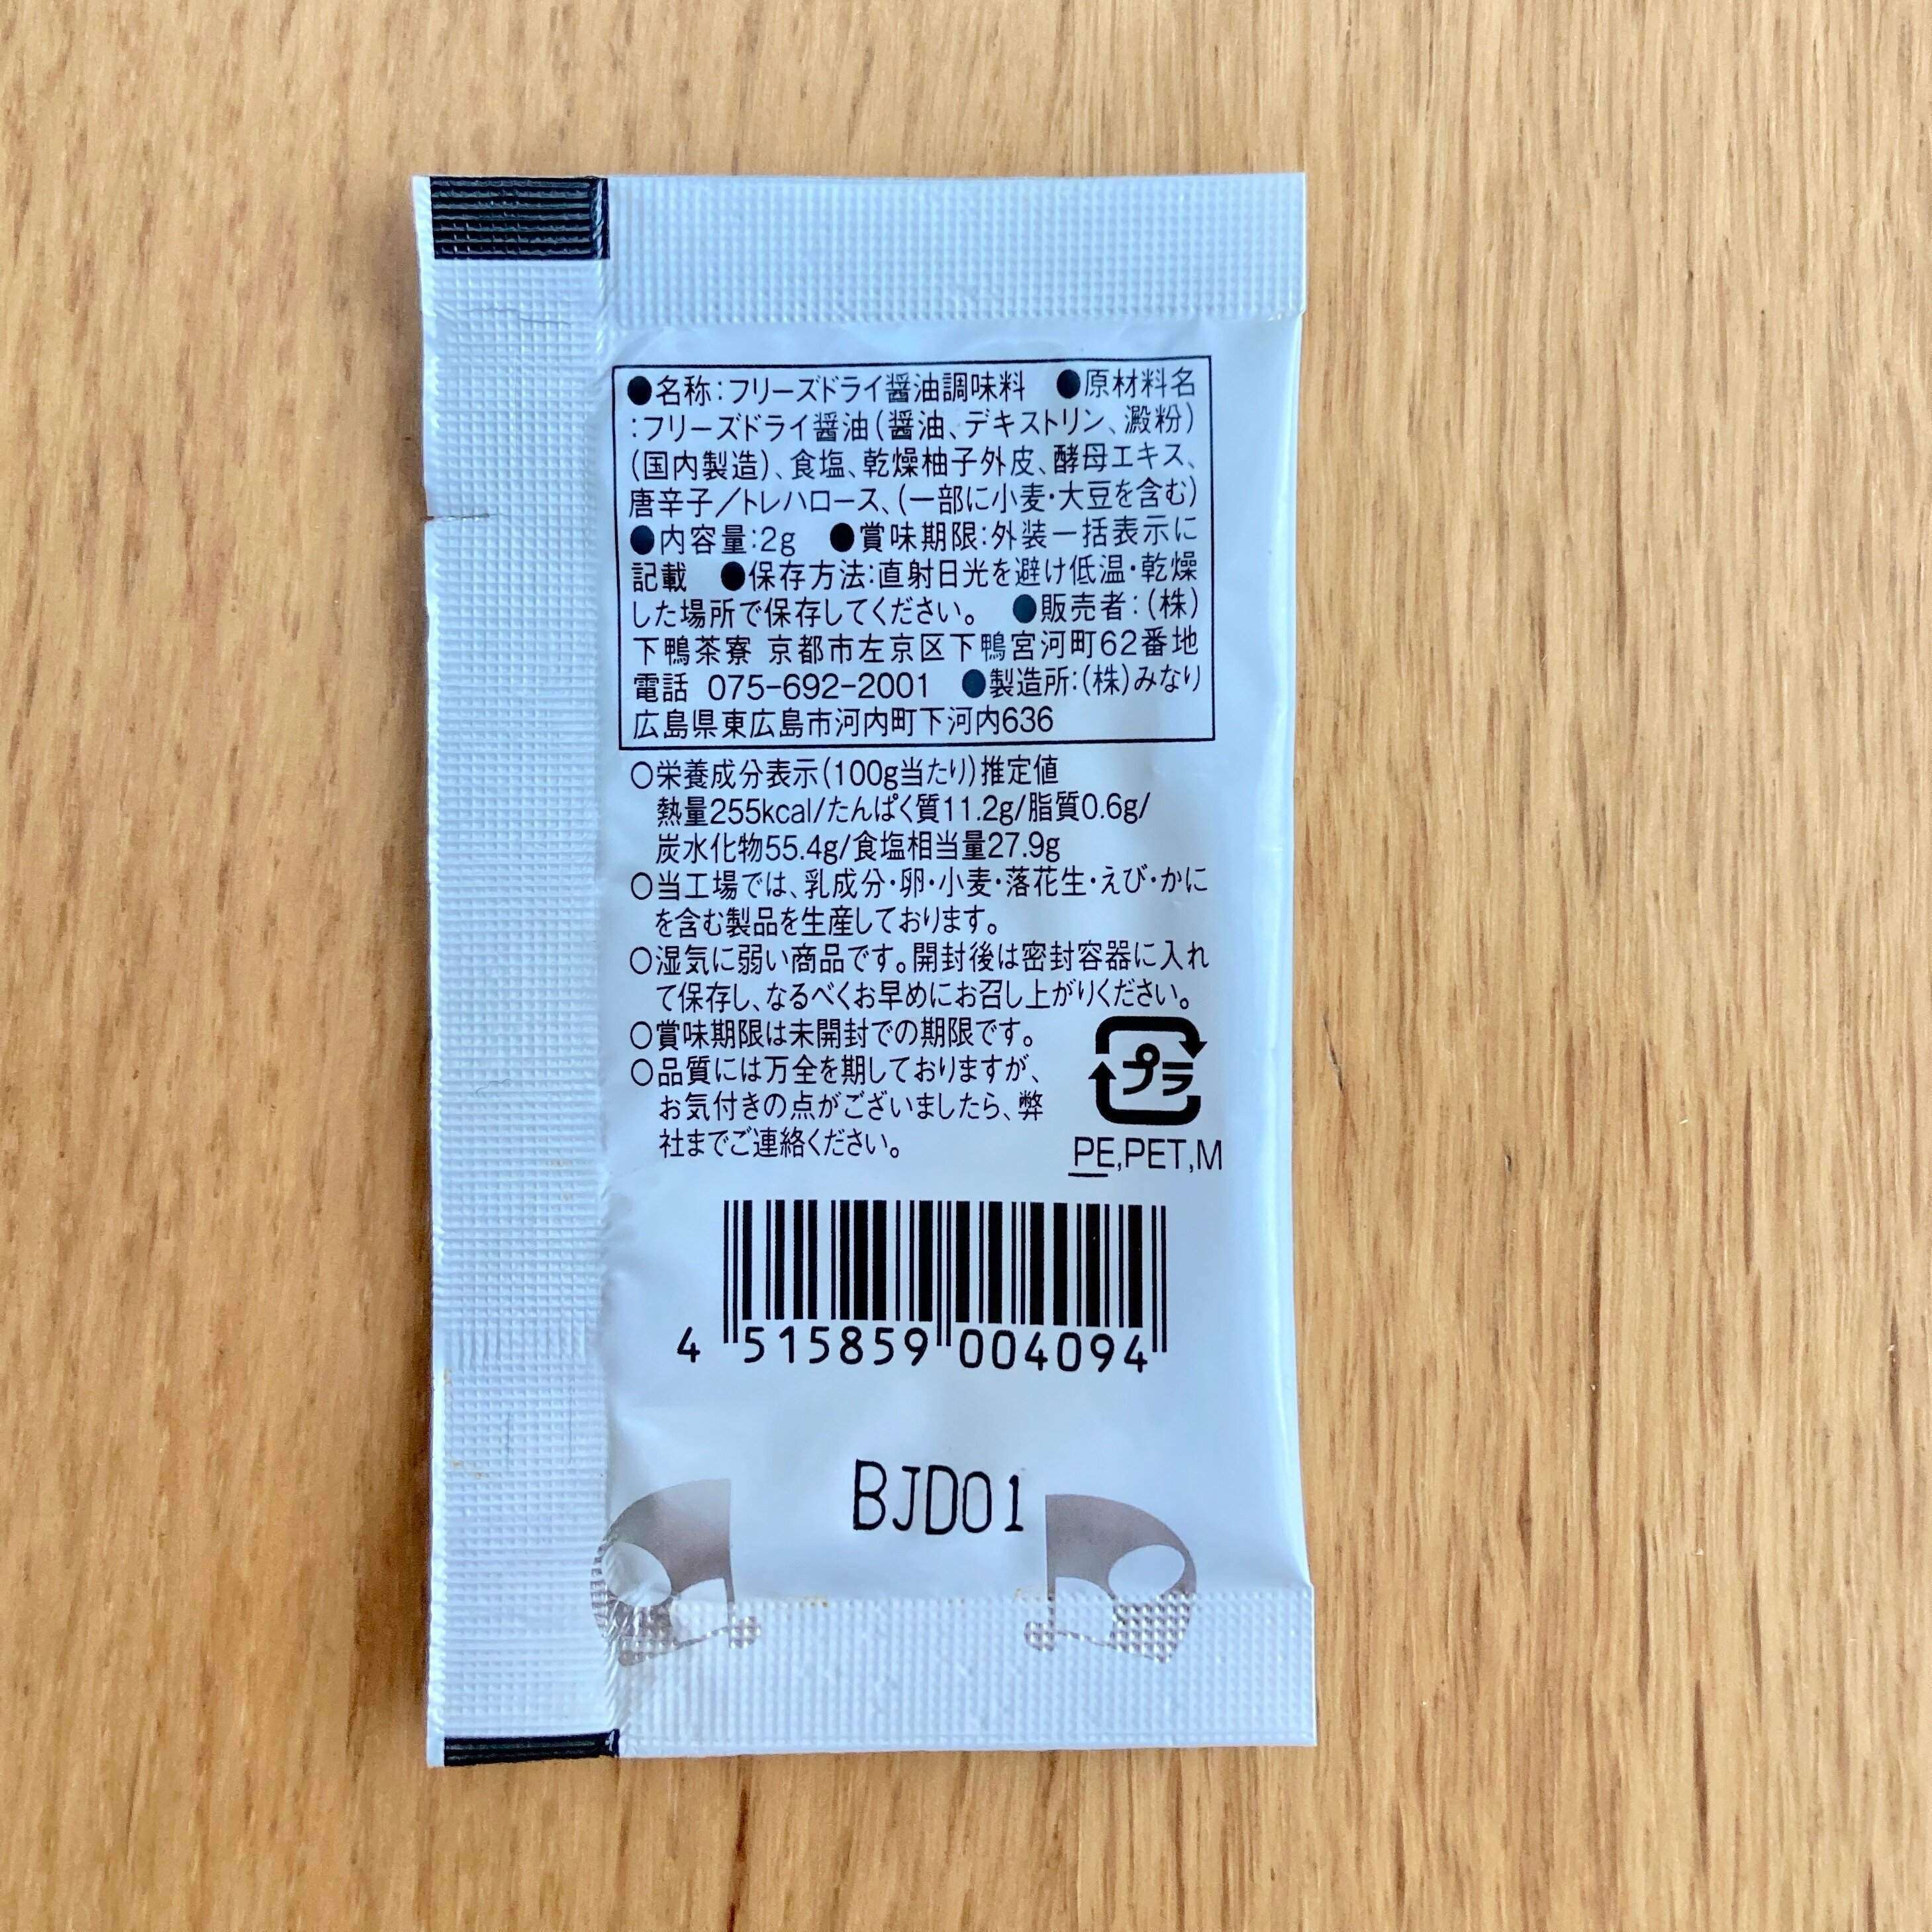 ●名称:フリーズドライ醤油調味料 ●原材料名
:フリーズドライ醤油(醤油、デキストリン、澱粉)
(国内製造)、食塩、乾燥柚子外皮、酵母エキス、
唐辛子/トレハロース、(一部に小麦・大豆を含む)
●内容量:2g ●賞味期限:外装一括表示に
記載 ●保存方法:直射日光を避け低温・乾燥
した場所で保存してください。 ●販売者:(株)
下鴨茶寮 京都市左京区下鴨宮河町62番地
電話 075-692-2001 ●製造所:(株)みなり
広島県東広島市河内町下河内636
○栄養成分表示(100g当たり)推定値
熱量255kcal/たんぱく質11.2g/脂質0.6g/
炭水化物55.4g/食塩相当量27.9g
○当工場では、乳成分・卵・小麦・落花生・えび・かに
を含む製品を生産しております。
○湿気に弱い商品です。開封後は密封容器に入れ
て保存し、なるべくお早めにお召し上がりください。
○賞味期限は未開封での期限です。
○品質には万全を期しておりますが、
お気付きの点がございましたら、弊
社までご連絡ください。
プラ
PE,PET,M
4 515859 004094
BJD01